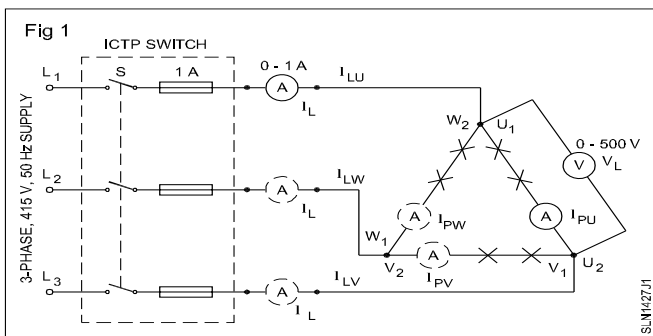 Fig 1
ICTP SWITCH
3-PHASE, 415 V, 50 Hz SUPPLY
L1 S 1 A 0 - 1 A A IL ILU
W2 U1
0 - 500 V
V VL
L2 A IL ILW
A IPW A IPU
W1
V2 A IPV V1 U2
L3 A IL ILV
SLN1427J1